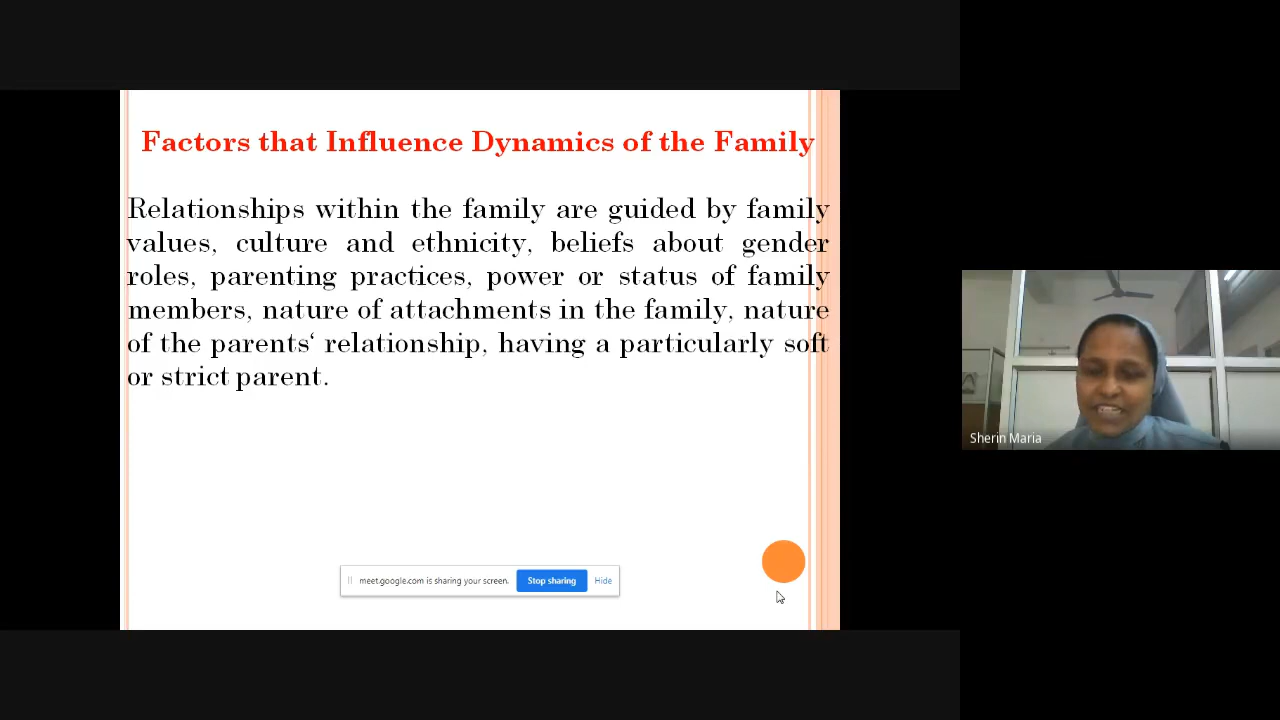 Factors that Influence Dynamics of the Family
Relationships within the family are guided by family
values, culture and ethnicity, beliefs about gender
roles, parenting practices, power or status of family
members, nature of attachments in the family, nature
of the parents‘ relationship, having a particularly soft
or strict parent.
Sherin Maria
meet.google.com is sharing your screen.
Stop sharing
Hide